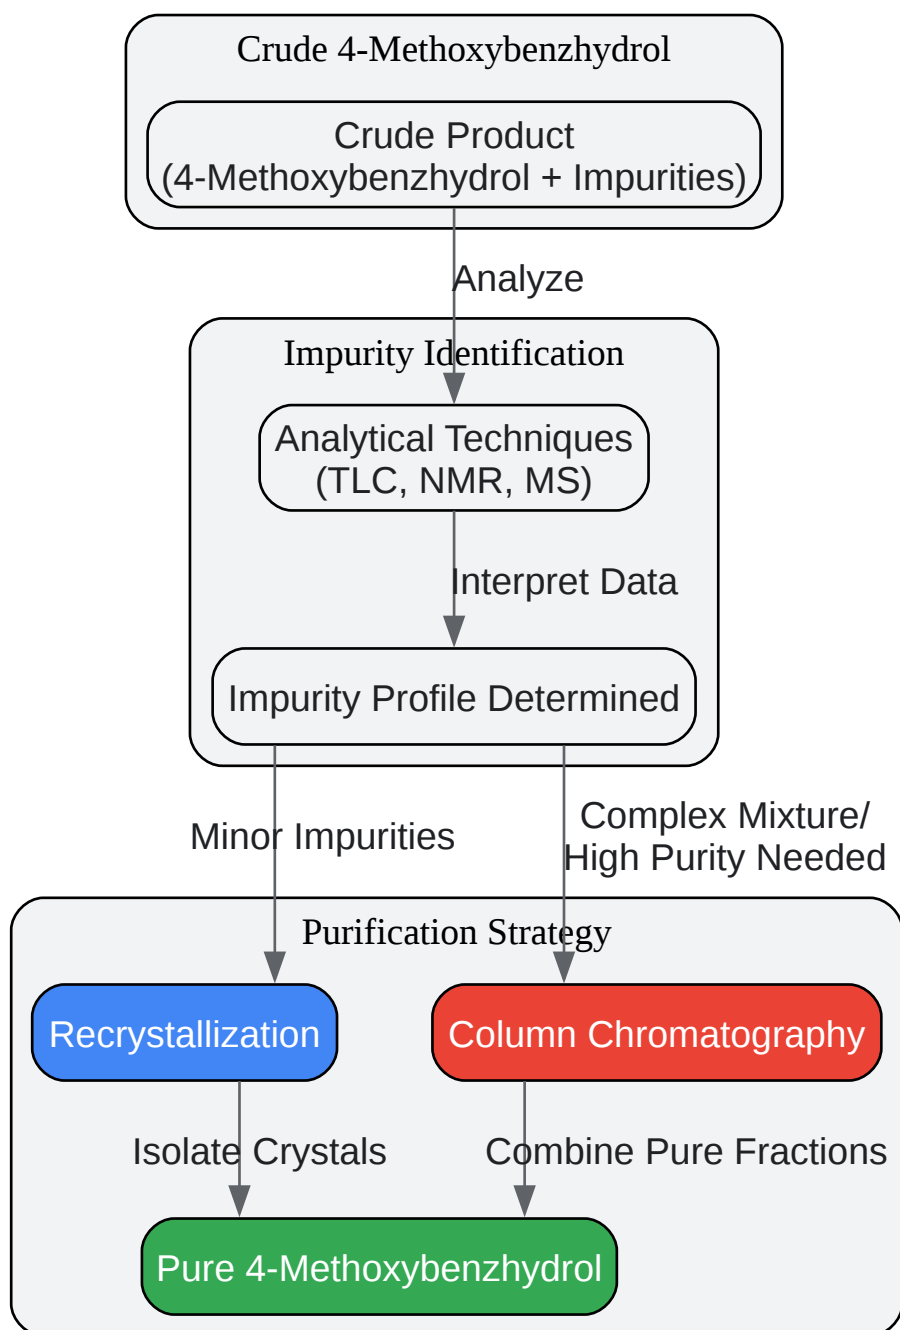 Crude 4-Methoxybenzhydrol
Crude Product
(4-Methoxybenzhydrol + Impurities)
Analyze
Impurity Identification
Analytical Techniques
(TLC, NMR, MS)
Interpret Data
Impurity Profile Determined
Minor Impurities
Complex Mixture/
High Purity Needed
Purification Strategy
Recrystallization
Column Chromatography
Isolate Crystals
Combine Pure Fractions
Pure 4-Methoxybenzhydrol